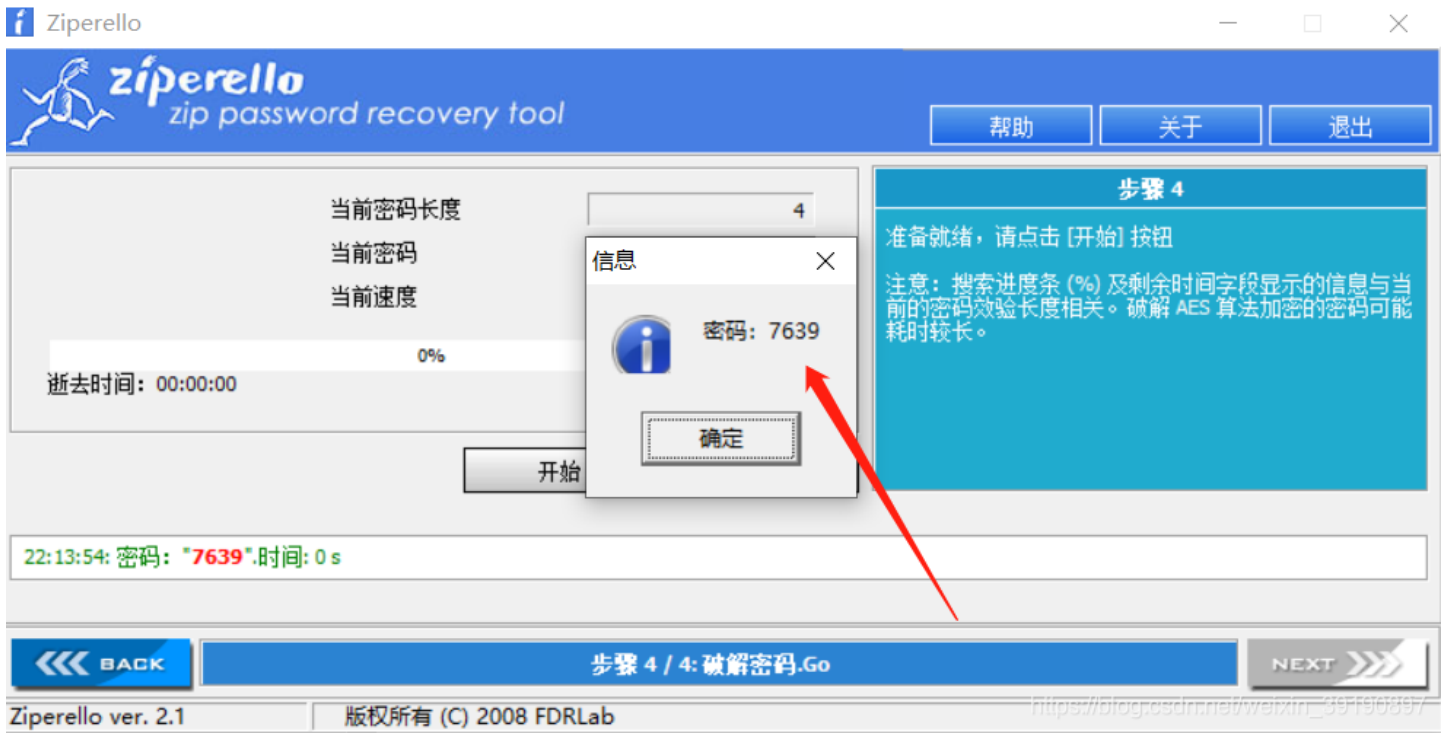 Ziperello
ziperello
zip password recovery tool
帮助
关于
退出
当前密码长度
4
当前密码
当前速度
0%
逝去时间：00:00:00
开始
信息
密码：7639
确定
步骤 4
准备就绪，请点击 [开始] 按钮
注意：搜索进度条 (%) 及剩余时间字段显示的信息与当
前的密码效验长度相关。破解 AES 算法加密的密码可能
耗时较长。
22:13:54: 密码："7639".时间: 0 s
BACK
步骤 4 / 4: 破解密码.Go
NEXT
Ziperello ver. 2.1
版权所有 (C) 2008 FDRLab
https://blog.csdn.net/weixin_39190897